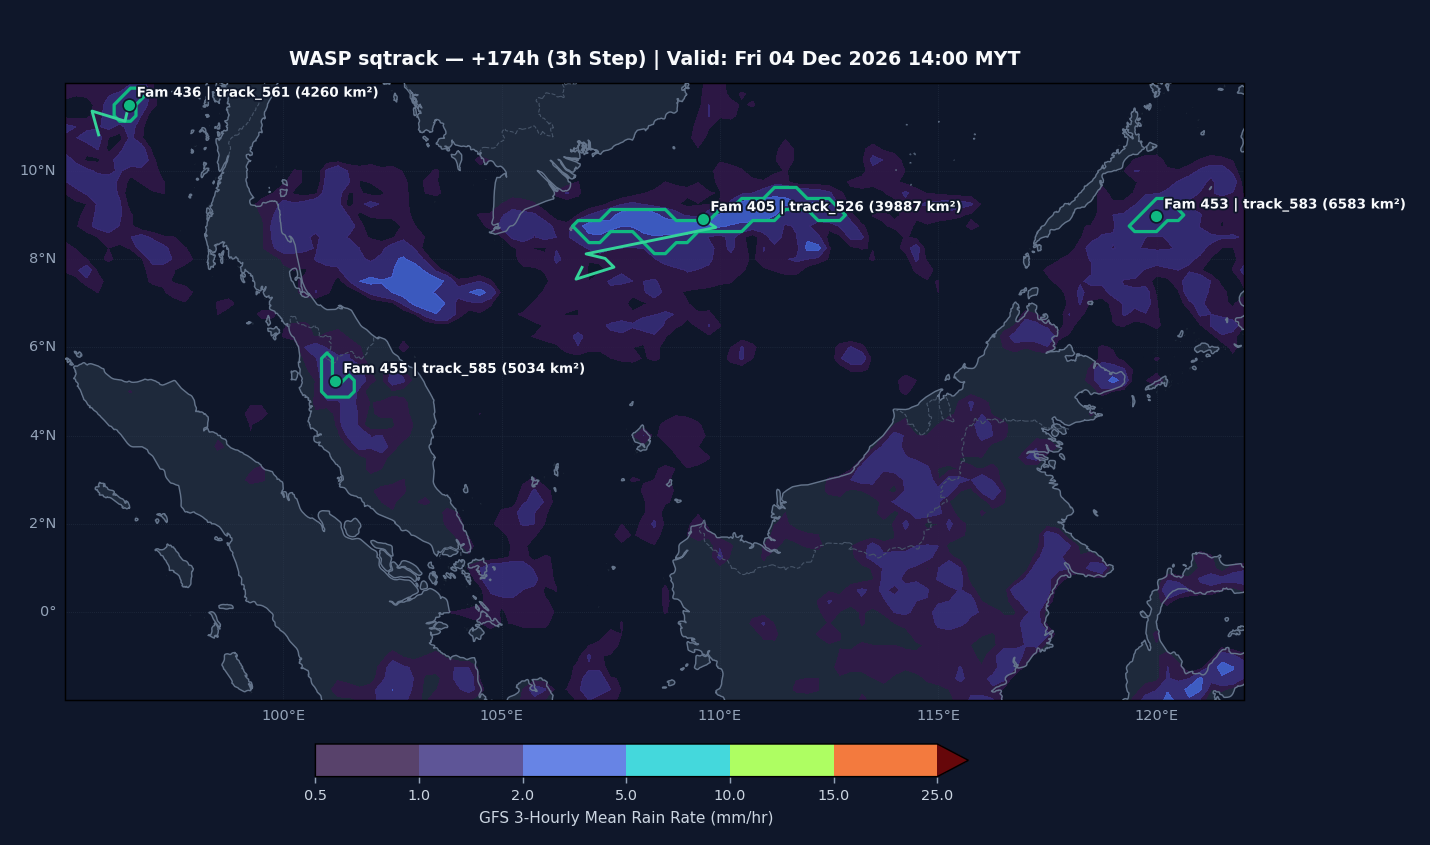 WASP sqtrack — +174h (3h Step) | Valid: Fri 04 Dec 2026 14:00 MYT
Fam 436 | track_561 (4260 km²)
10°N
Fam 453 | track_583 (6583 km²)
Fam 405 | track_526 (39887 km²)
8°N
6°N
Fam 455 | track_585 (5034 km²)
4°N
2°N
0°
100°E 105°E 110°E 115°E 120°E
0.5 1.0 2.0 5.0 10.0 15.0 25.0
GFS 3-Hourly Mean Rain Rate (mm/hr)